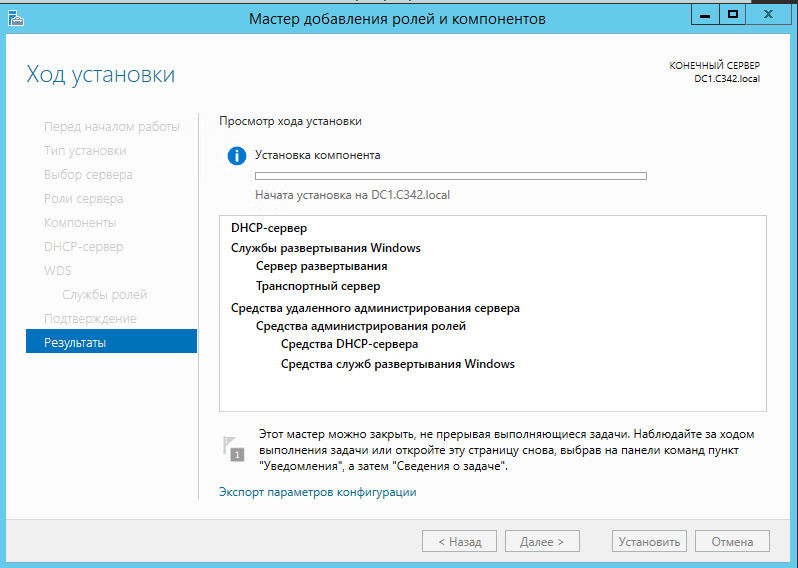 Мастер добавления ролей и компонентов
Ход установки
КОНЕЧНЫЙ СЕРВЕР
DC1.C342.local
Перед началом работы
Тип установки
Выбор сервера
Роли сервера
Компоненты
DHCP-сервер
WDS
Службы ролей
Подтверждение
Результаты
Просмотр хода установки
Установка компонента
Начата установка на DC1.C342.local
DHCP-сервер
Службы развертывания Windows
Сервер развертывания
Транспортный сервер
Средства удаленного администрирования сервера
Средства администрирования ролей
Средства DHCP-сервера
Средства служб развертывания Windows
1
Этот мастер можно закрыть, не прерывая выполняющиеся задачи. Наблюдайте за ходом
выполнения задачи или откройте эту страницу снова, выбрав на панели команд пункт
"Уведомления", а затем "Сведения о задаче".
Экспорт параметров конфигурации
< Назад
Далее >
Установить
Отмена